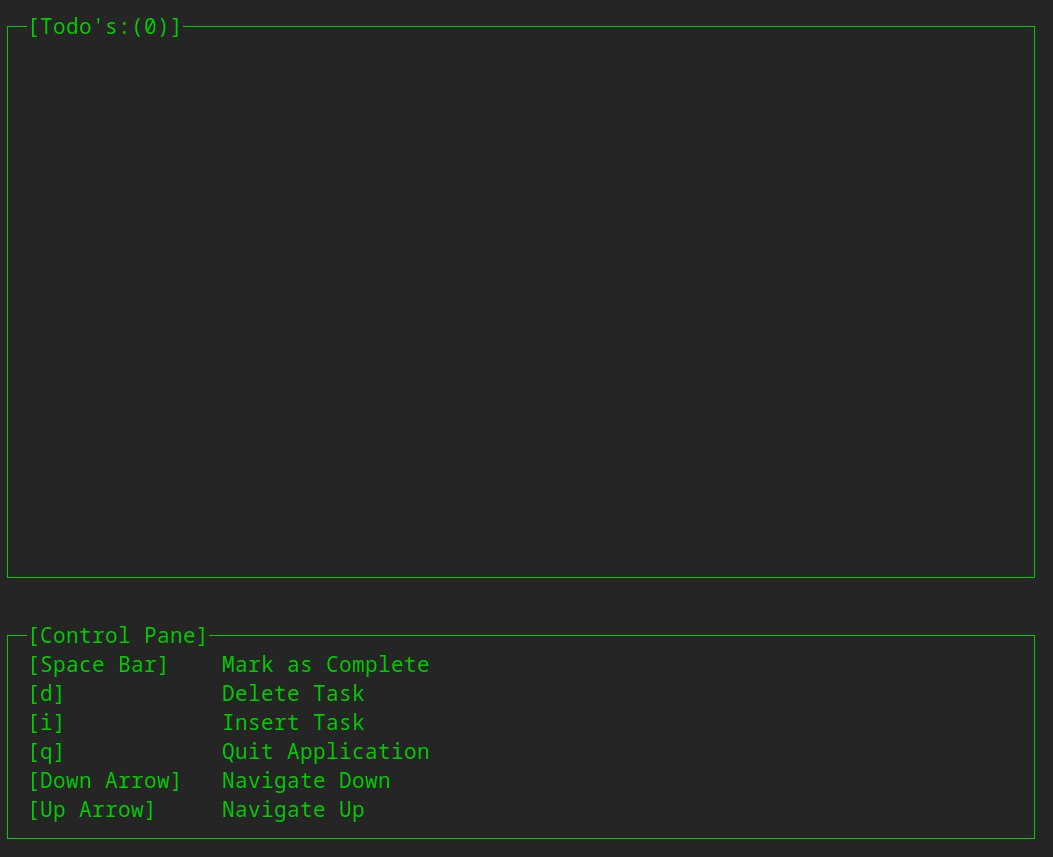 [Todo's:(0)]
[Control Pane]
[Space Bar] Mark as Complete
[d] Delete Task
[i] Insert Task
[q] Quit Application
[Down Arrow] Navigate Down
[Up Arrow] Navigate Up